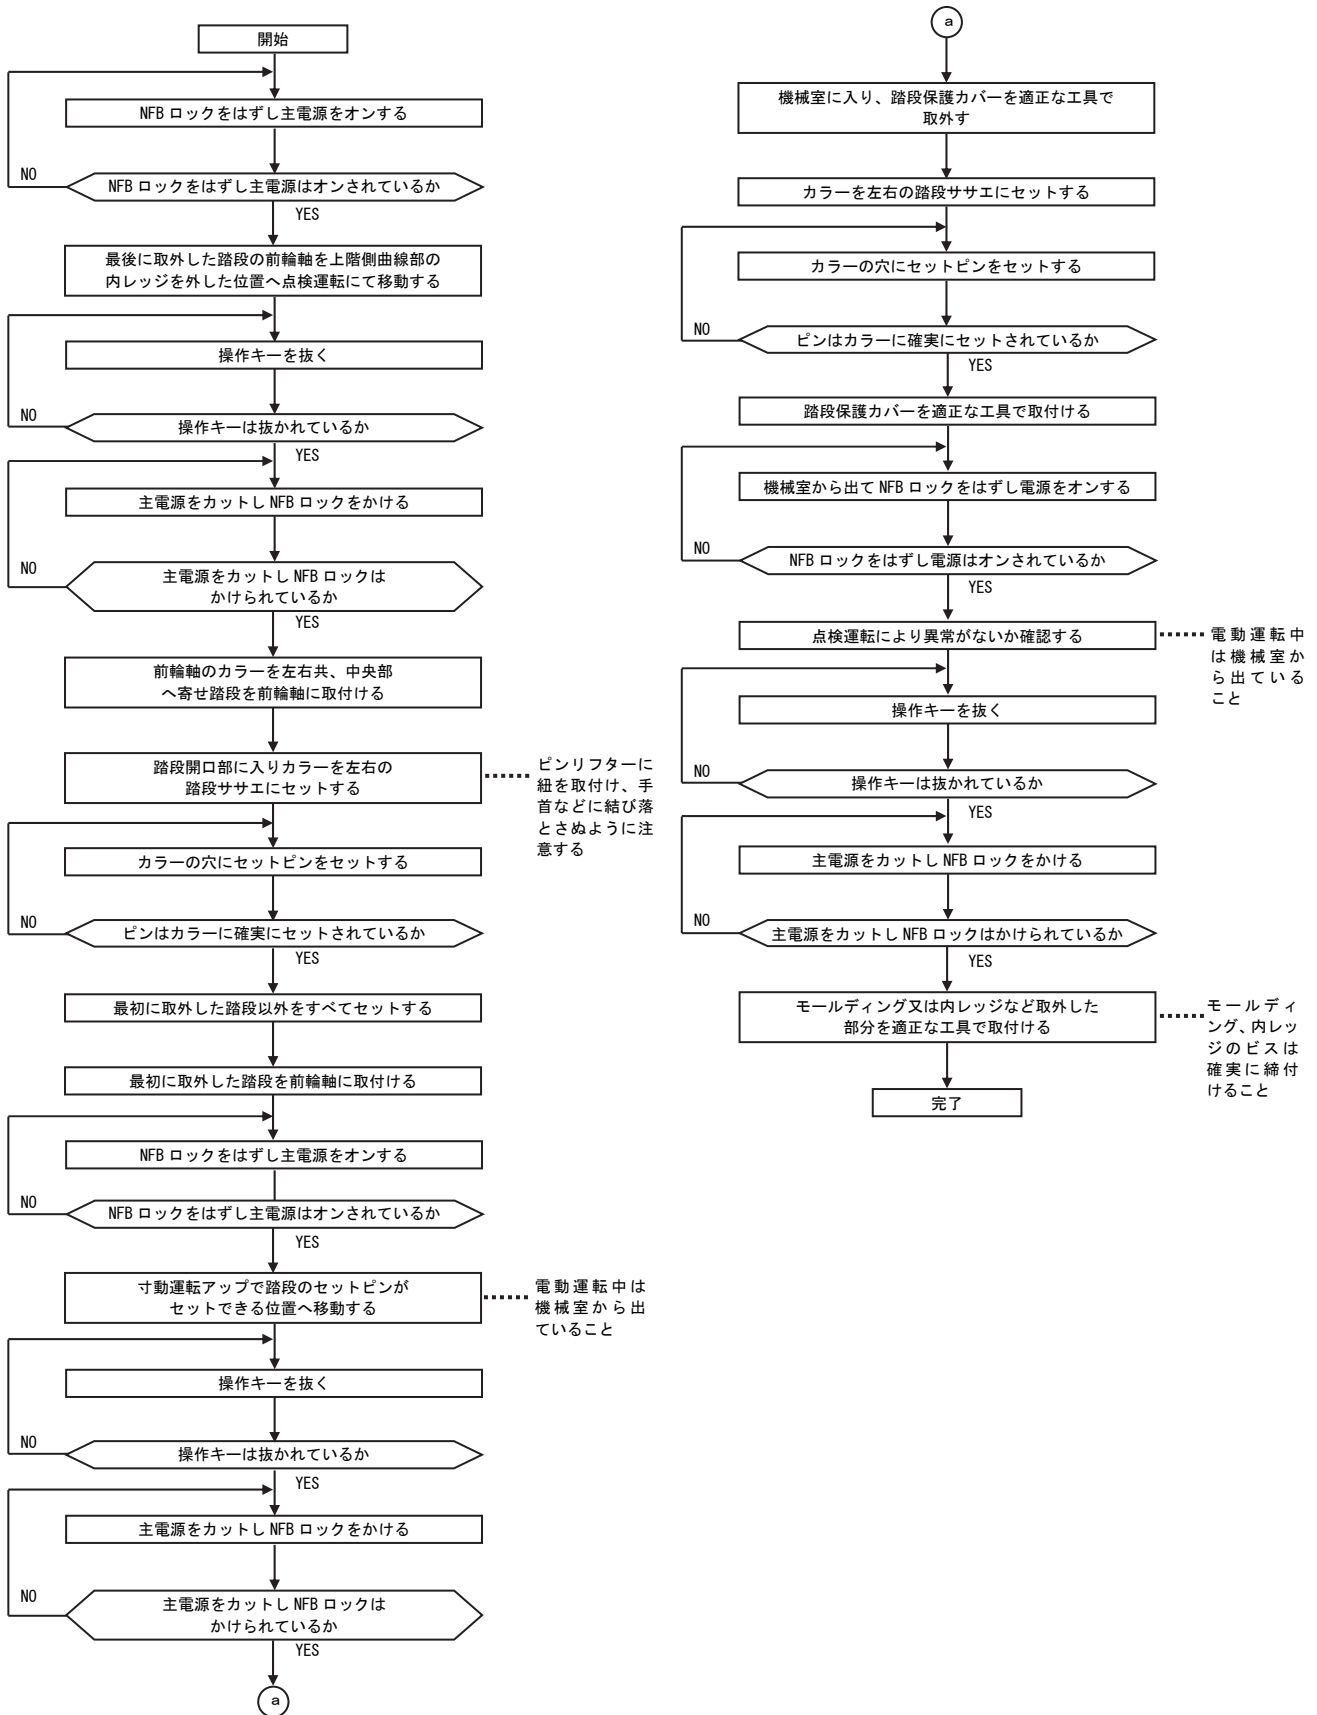 開始
NFB ロックをはずし主電源をオンする
NFB ロックをはずし主電源はオンされているか
NO
YES
最後に取外した踏段の前輪軸を上階側曲線部の
内レッジを外した位置へ点検運転にて移動する
操作キーを抜く
操作キーは抜かれているか
NO
YES
主電源をカットし NFB ロックをかける
主電源をカットし NFB ロックは
かけられているか
NO
YES
前輪軸のカラーを左右共、中央部
へ寄せ踏段を前輪軸に取付ける
踏段開口部に入りカラーを左右の
踏段ササエにセットする
ピンリフターに
紐を取付け、手
首などに結び落
とさぬように注
意する
カラーの穴にセットピンをセットする
ピンはカラーに確実にセットされているか
NO
YES
最初に取外した踏段以外をすべてセットする
最初に取外した踏段を前輪軸に取付ける
NFB ロックをはずし主電源をオンする
NFB ロックをはずし主電源はオンされているか
NO
YES
寸動運転アップで踏段のセットピンが
セットできる位置へ移動する
電動運転中は
機械室から出
ていること
操作キーを抜く
操作キーは抜かれているか
NO
YES
主電源をカットし NFB ロックをかける
主電源をカットし NFB ロックは
かけられているか
NO
YES
a
a
機械室に入り、踏段保護カバーを適正な工具で
取外す
カラーを左右の踏段ササエにセットする
カラーの穴にセットピンをセットする
ピンはカラーに確実にセットされているか
NO
YES
踏段保護カバーを適正な工具で取付ける
機械室から出て NFB ロックをはずし電源をオンする
NFB ロックをはずし電源はオンされているか
NO
YES
点検運転により異常がないか確認する
電動運転中
は機械室か
ら出ている
こと
操作キーを抜く
操作キーは抜かれているか
NO
YES
主電源をカットし NFB ロックをかける
主電源をカットし NFB ロックはかけられているか
NO
YES
モールディング又は内レッジなど取外した
部分を適正な工具で取付ける
モールディ
ング、内レッ
ジのビスは
確実に締付
けること
完了